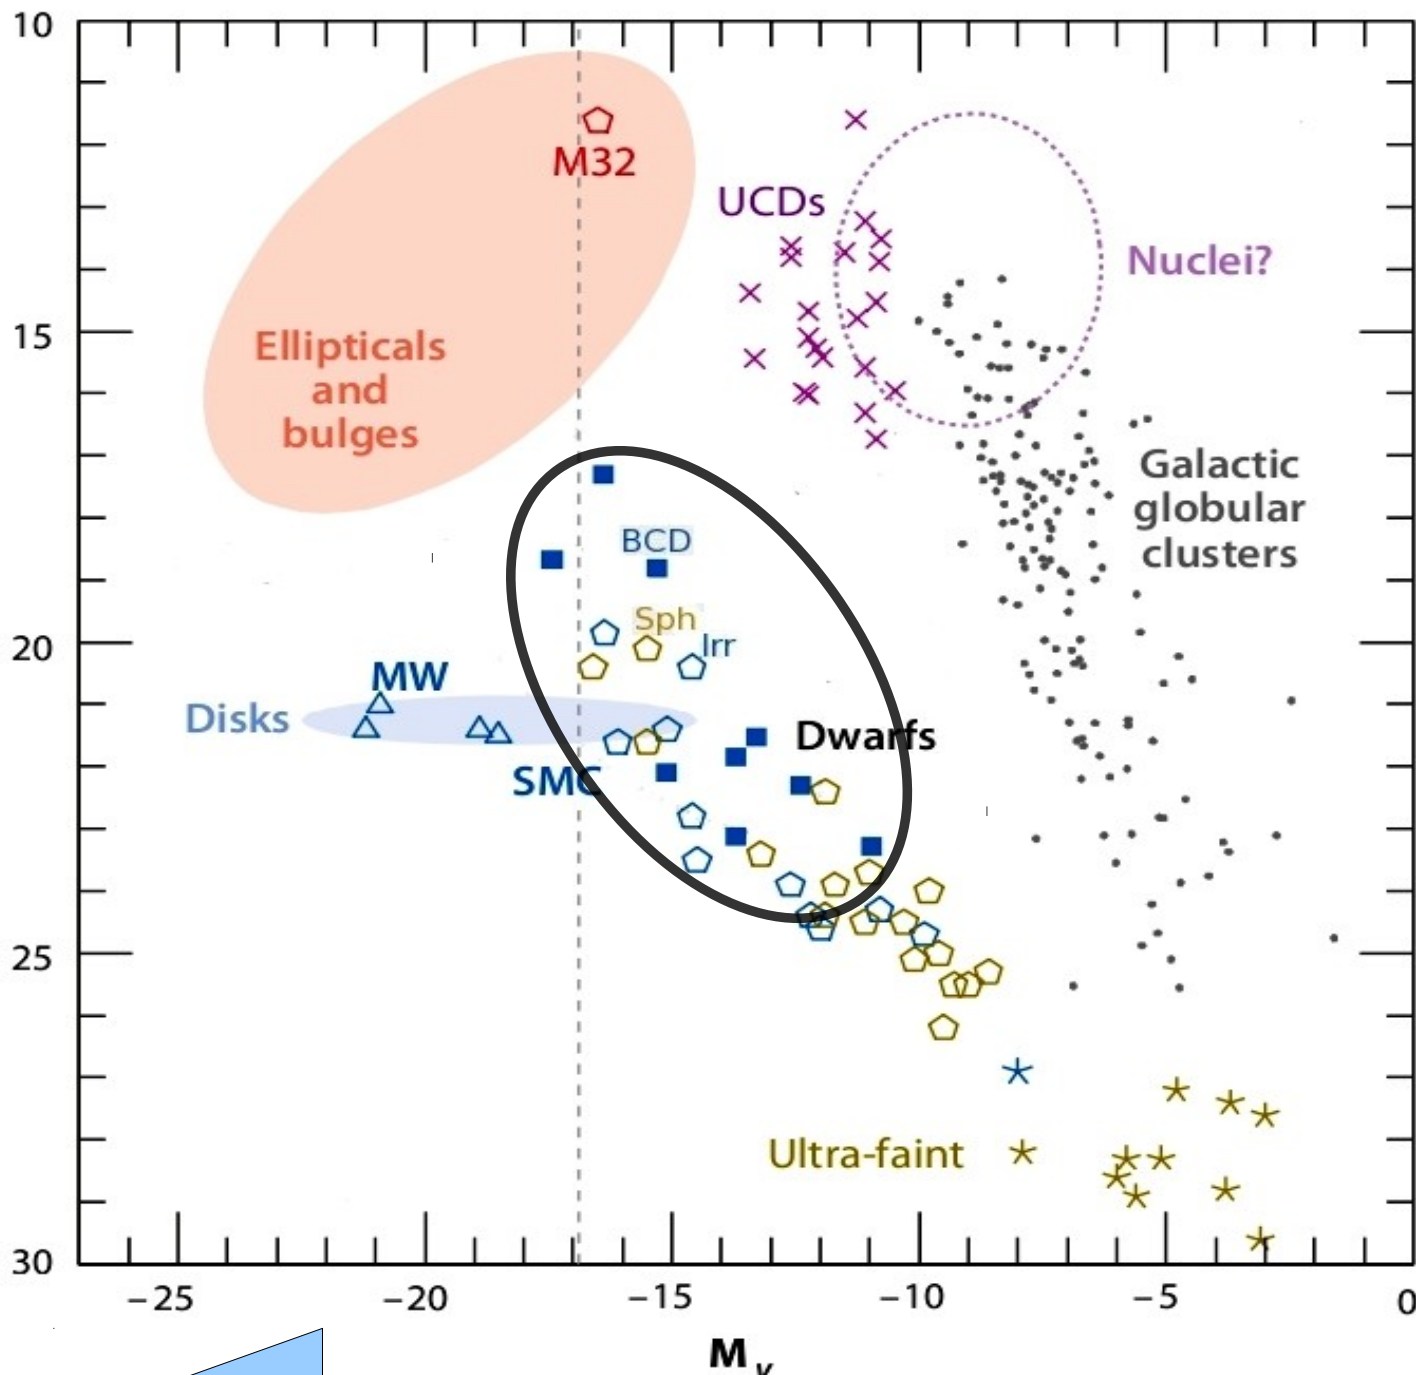 10
M32
UCDs
Nuclei?
15
Ellipticals
and
bulges
Galactic
globular
clusters
BCD
Sph
Irr
20
MW
Disks
Dwarfs
SMC
25
Ultra-faint
30
−25
−20
−15
−10
−5
0
M
v